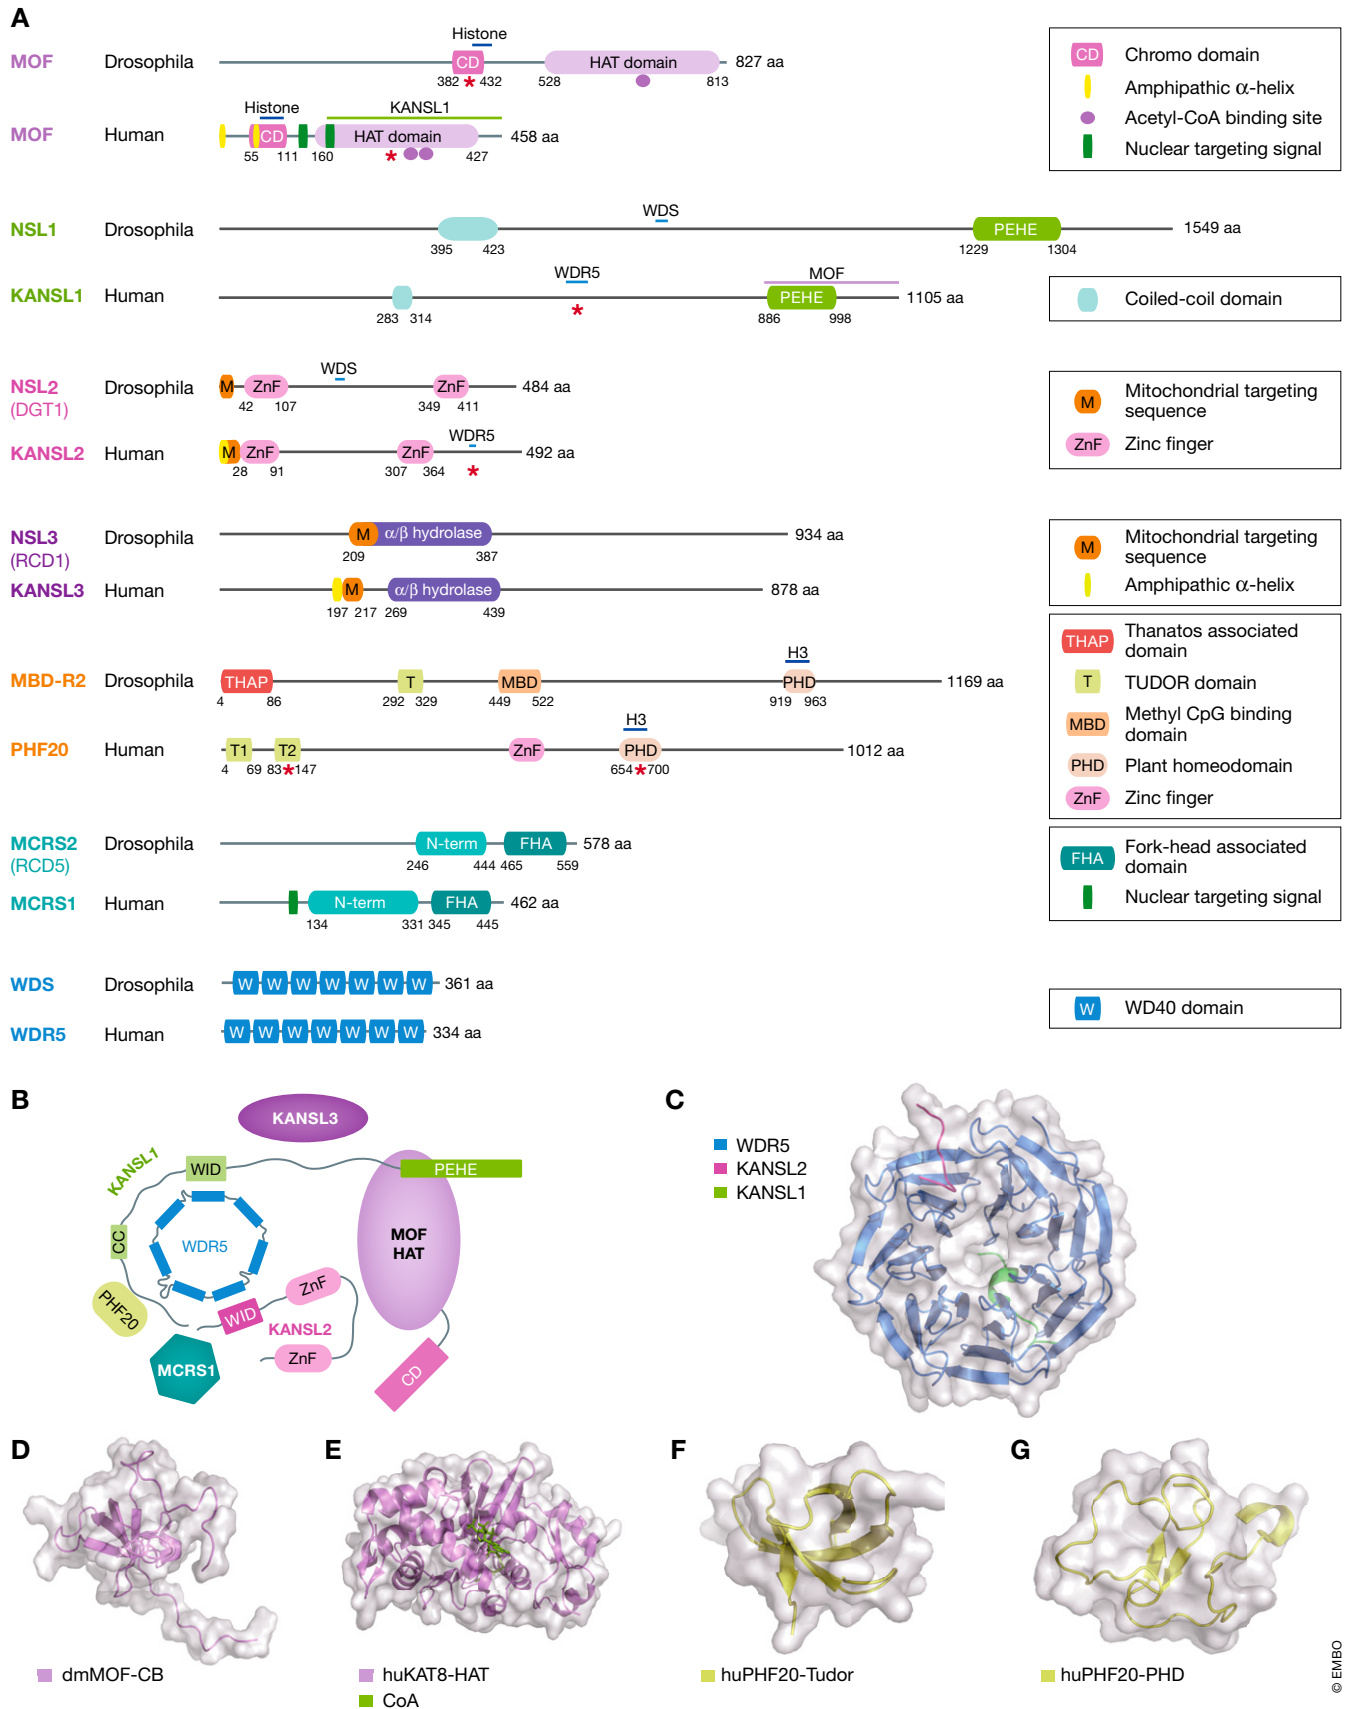 A
Histone
MOF Drosophila CD HAT domain 827 aa
382 * 432 528 813
Histone KANSL1
MOF Human CD HAT domain 458 aa
55 111 160 * 427
CD Chromo domain
Amphipathic α-helix
Acetyl-CoA binding site
Nuclear targeting signal
WDS
NSL1 Drosophila PEHE 1549 aa
395 423 1229 1304
WDR5 MOF
KANSL1 Human PEHE 1105 aa
283 314 * 886 998
Coiled-coil domain
WDS
NSL2 Drosophila M ZnF ZnF 484 aa
(DGT1) 42 107 349 411
WDR5
KANSL2 Human M ZnF ZnF 492 aa
28 91 307 364 *
M Mitochondrial targeting
sequence
ZnF Zinc finger
NSL3 Drosophila M α/β hydrolase 934 aa
(RCD1) 209 387
KANSL3 Human M α/β hydrolase 878 aa
197 217 269 439
M Mitochondrial targeting
sequence
Amphipathic α-helix
H3
MBD-R2 Drosophila THAP T MBD PHD 1169 aa
4 86 292 329 449 522 919 963
H3
PHF20 Human T1 T2 ZnF PHD 1012 aa
4 69 83 * 147 654 * 700
THAP Thanatos associated
domain
T TUDOR domain
MBD Methyl CpG binding
domain
PHD Plant homeodomain
ZnF Zinc finger
MCRS2 Drosophila N-term FHA 578 aa
(RCD5) 246 444 465 559
MCRS1 Human N-term FHA 462 aa
134 331 345 445
FHA Fork-head associated
domain
Nuclear targeting signal
WDS Drosophila W W W W W W W 361 aa
WDR5 Human W W W W W W W 334 aa
W WD40 domain
B
KANSL3
KANSL1
WID
PEHE
CC
WDR5
MOF
HAT
PHF20
WID
ZnF
KANSL2
ZnF
MCRS1
CD
C
WDR5
KANSL2
KANSL1
D
dmMOF-CB
E
huKAT8-HAT
CoA
F
huPHF20-Tudor
G
huPHF20-PHD
© EMBO